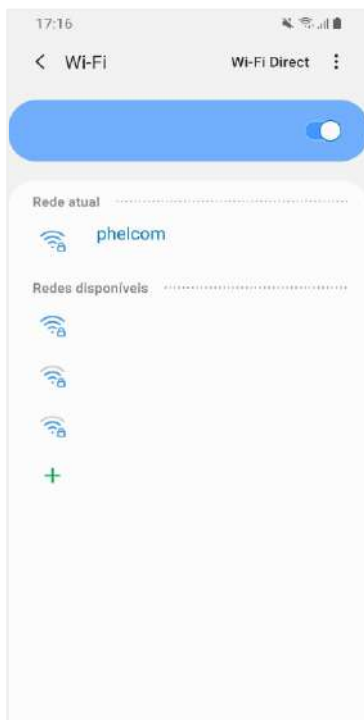 17:16
Wi-Fi
Wi-Fi Direct
Rede atual
phelcom
Redes disponíveis